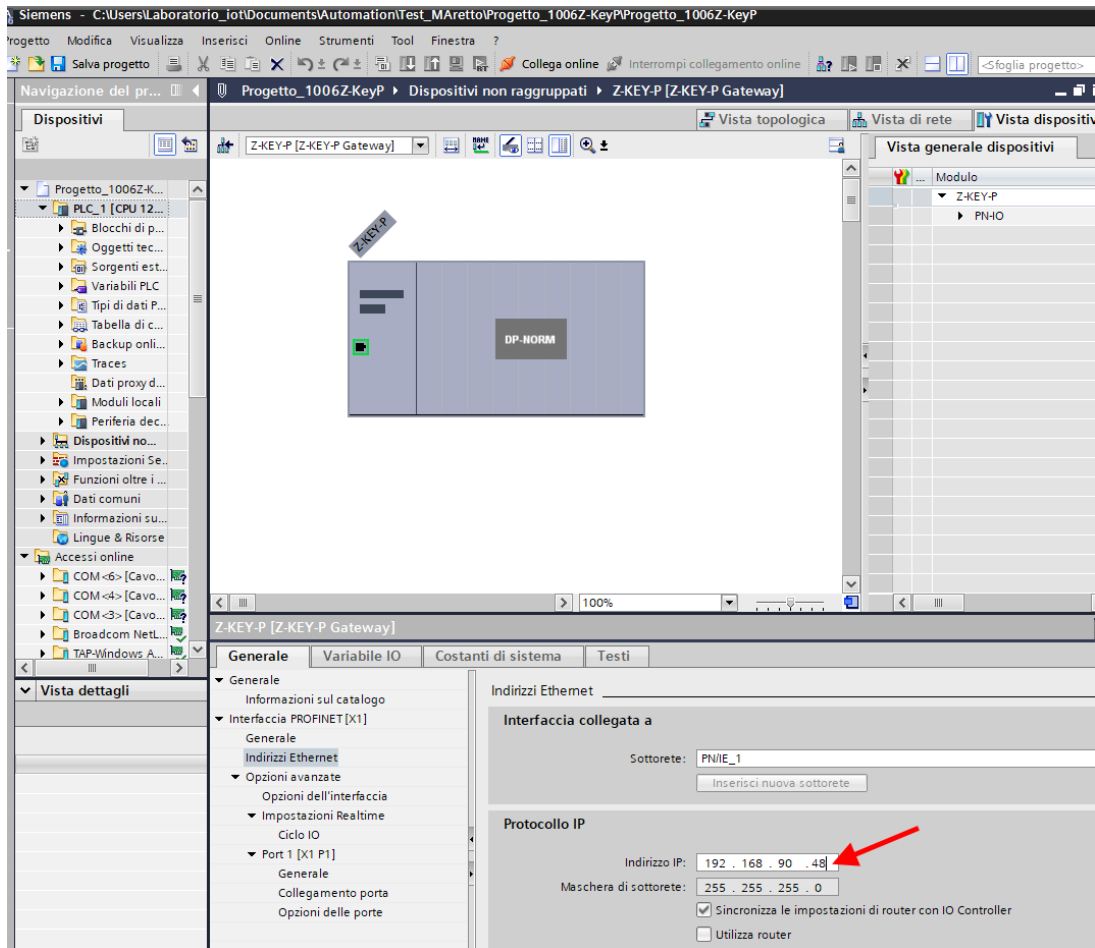 Siemens - C:\Users\Laboratorio_iot\Documents\Automation\Test_MAretto\Progetto_1006Z-KeyP\Progetto_1006Z-KeyP
Progetto Modifica Visualizza Inserisci Online Strumenti Tool Finestra ?
Salva progetto Collega online Interrompi collegamento online <Sfoglia progetto>
Navigazione del pr... Progetto_1006Z-KeyP Dispositivi non raggruppati Z-KEY-P [Z-KEY-P Gateway]
Dispositivi
Vista topologica Vista di rete Vista dispositiv
Z-KEY-P [Z-KEY-P Gateway]
Vista generale dispositivi
... Modulo
Z-KEY-P
PN-IO
Progetto_1006Z-K...
PLC_1 [CPU 12...
Blocchi di p...
Oggetti tec...
Sorgenti est...
Variabili PLC
Tipi di dati P...
Tabella di c...
Backup onli...
Traces
Dati proxy d...
Moduli locali
Periferia dec...
Dispositivi no...
Impostazioni Se..
Funzioni oltre i ...
Dati comuni
Informazioni su...
Lingue & Risorse
Accessi online
COM <6> [Cavo...
COM <4> [Cavo...
COM <3> [Cavo...
Broadcom NetL...
TAP-Windows A...
Vista dettagli
Z-KEY-P
DP-NORM
100%
Z-KEY-P [Z-KEY-P Gateway]
Generale Variabile IO Costanti di sistema Testi
Generale
Informazioni sul catalogo
Interfaccia PROFINET [X1]
Generale
Indirizzi Ethernet
Opzioni avanzate
Opzioni dell'interfaccia
Impostazioni Realtime
Ciclo IO
Port 1 [X1 P1]
Generale
Collegamento porta
Opzioni delle porte
Indirizzi Ethernet
Interfaccia collegata a
Sottorete: PN/IE_1
Inserisci nuova sottorete
Protocollo IP
Indirizzo IP: 192 . 168 . 90 . 48
Maschera di sottorete: 255 . 255 . 255 . 0
Sincronizza le impostazioni di router con IO Controller
Utilizza router